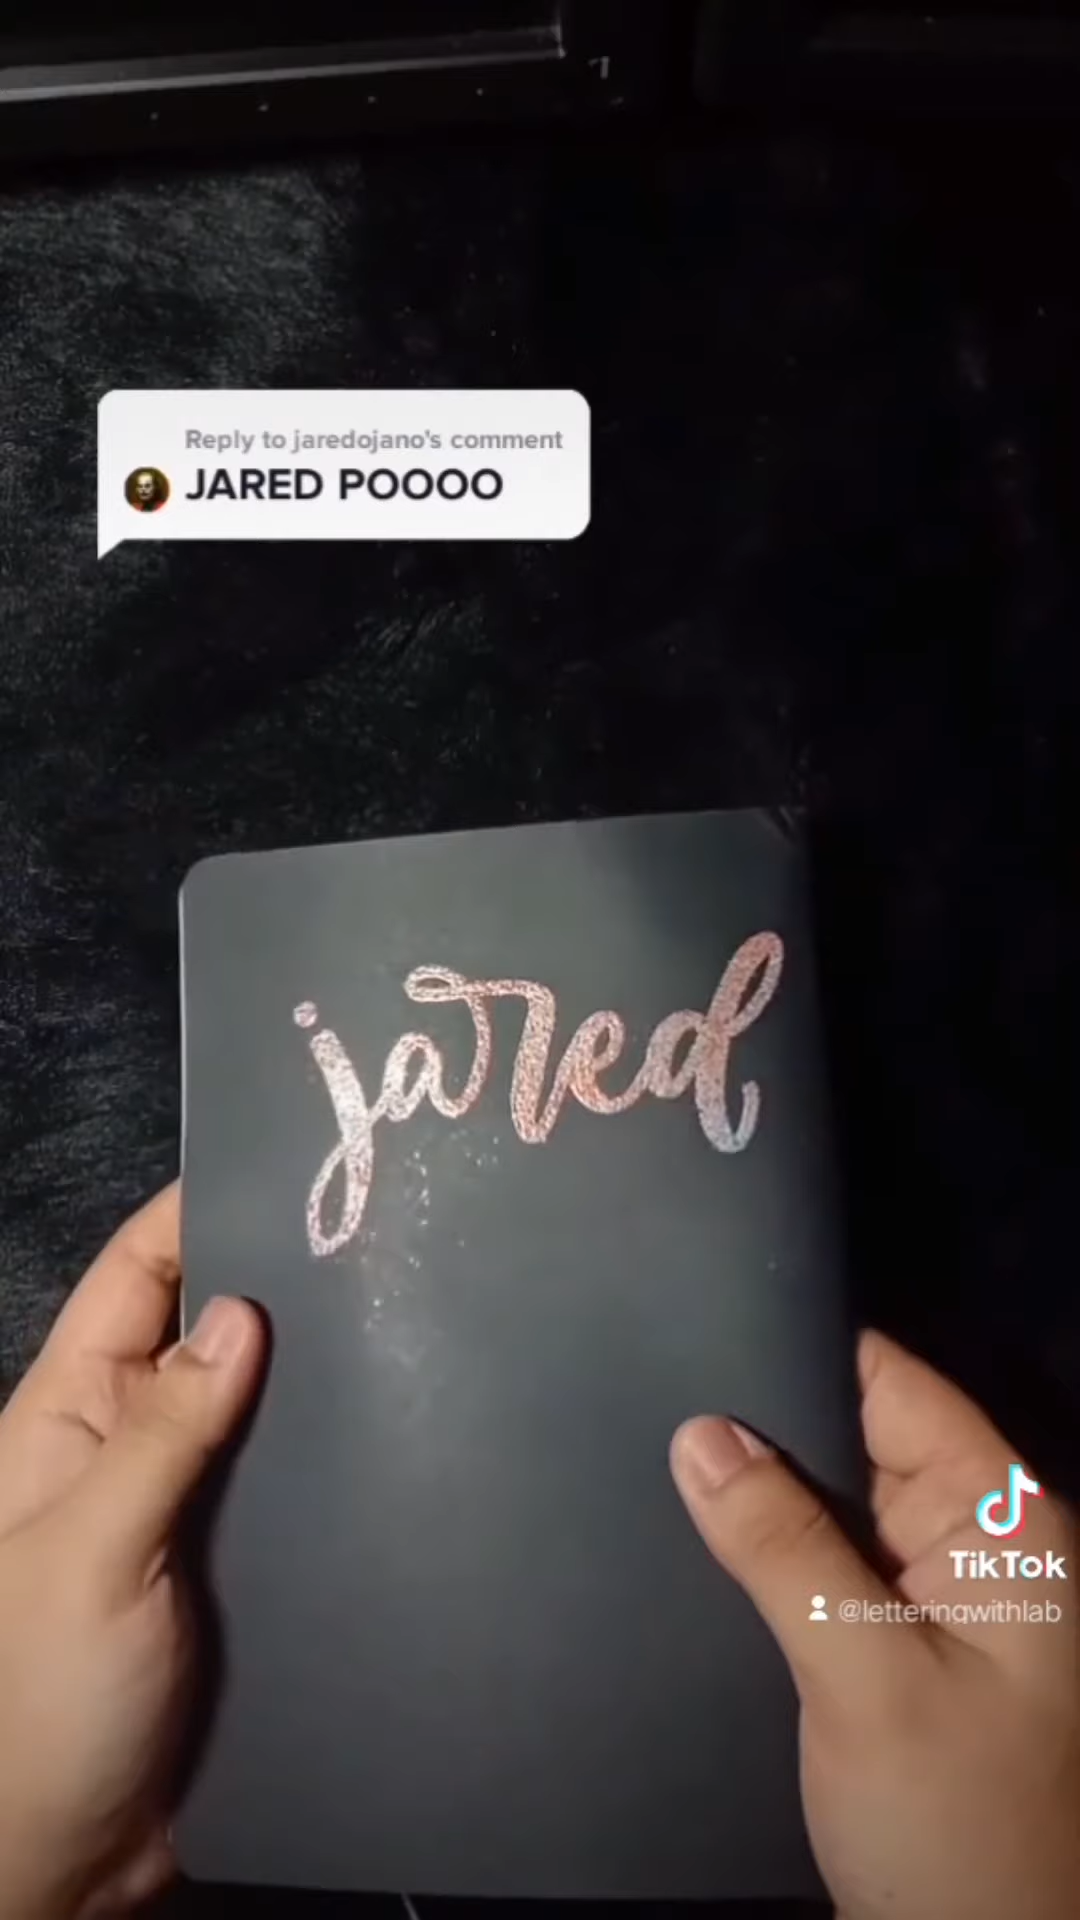 Reply to jaredojano's comment
JARED POOOO
jared
TikTok
@letteringwithlab